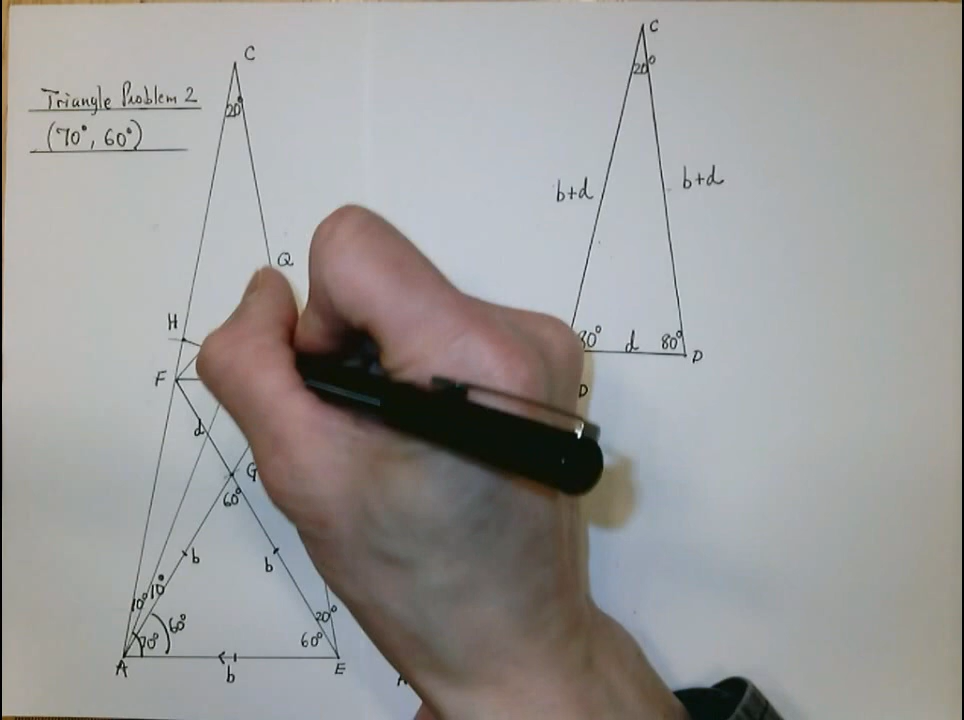 Triangle Problem 2
(70°, 60°)
C
20°
Q
H
F
d
G
60°
b
b
10°
10°
70°
60°
60°
20°
A
b
E
C
20°
b+d
b+d
80°
d
80°
D
D